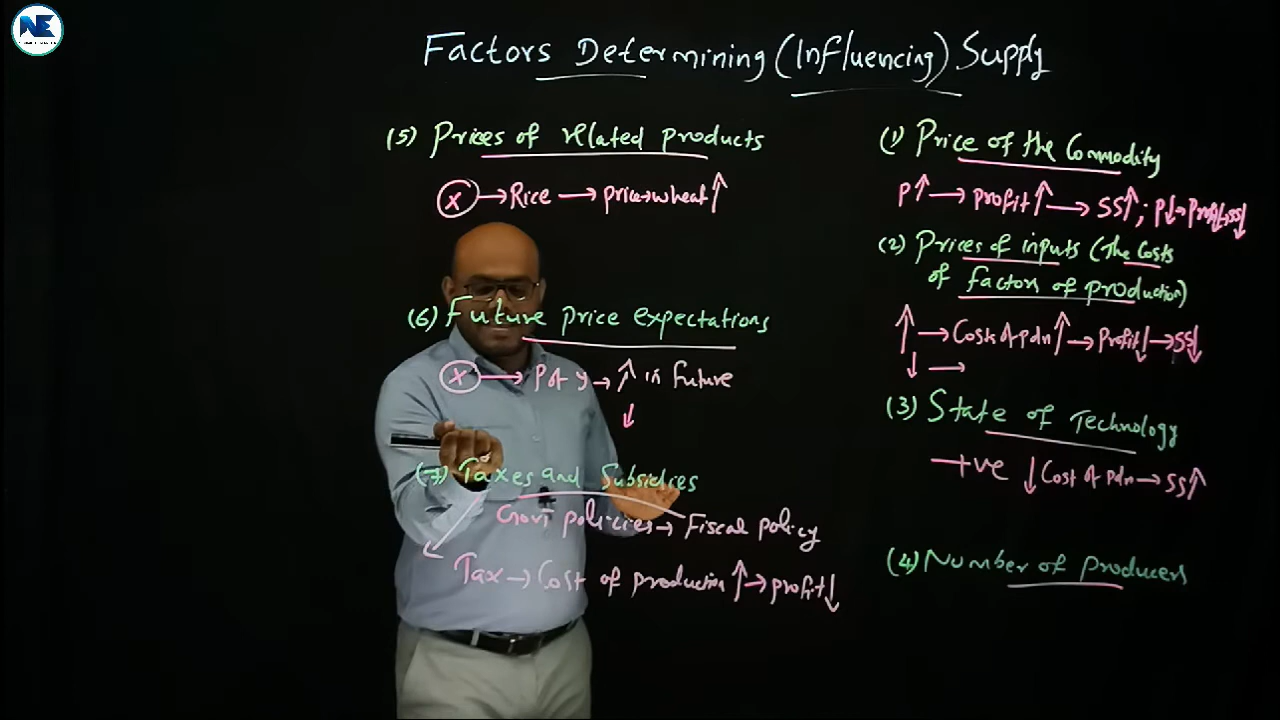 NE
Factors Determining (Influencing) Supply
(5) Prices of related products
(X) → Rice → price → wheat ↑
(6) Future price expectations
(X) → P of y → ↑ in future
↓
(7) Taxes and Subsidies
Govt policies → Fiscal policy
Tax → Cost of production ↑ → profit ↓
(1) Price of the Commodity
P ↑ → profit ↑ → SS ↑; P↓ → Profit↓ → SS↓
(2) Prices of inputs (The Costs
of factors of production)
↑ → Costs of pdn ↑ → Profit ↓ → SS↓
↓ →
(3) State of Technology
+ve ↓ Cost of pdn → SS ↑
(4) Number of Producers